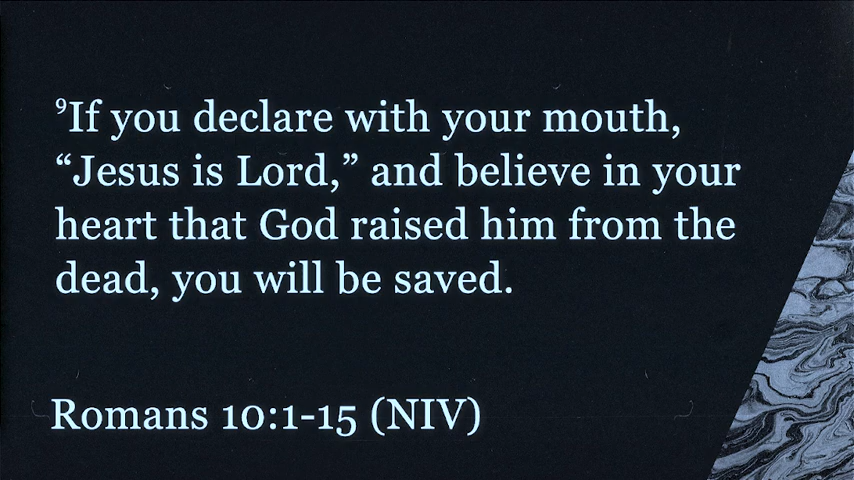 ⁹If you declare with your mouth,
“Jesus is Lord,” and believe in your
heart that God raised him from the
dead, you will be saved.
Romans 10:1-15 (NIV)